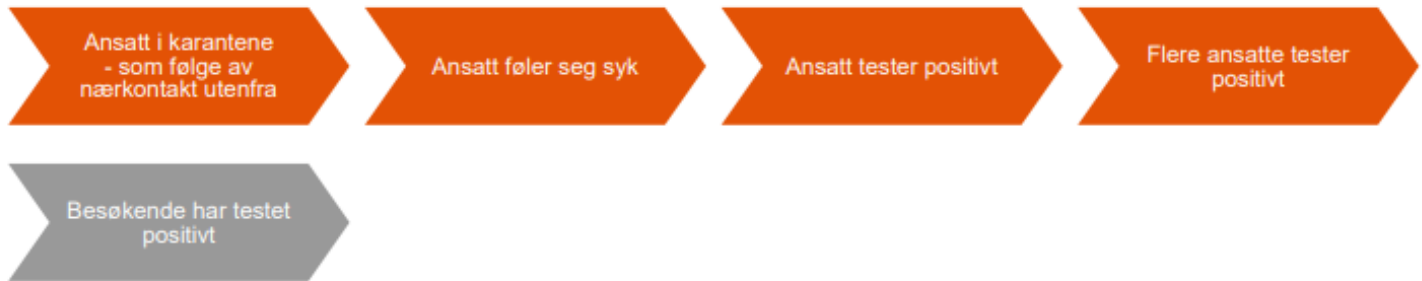 Ansatt i karantene
- som følge av
nærkontakt utenfra
Ansatt føler seg syk
Ansatt tester positivt
Flere ansatte tester
positivt
Besøkende har testet
positivt